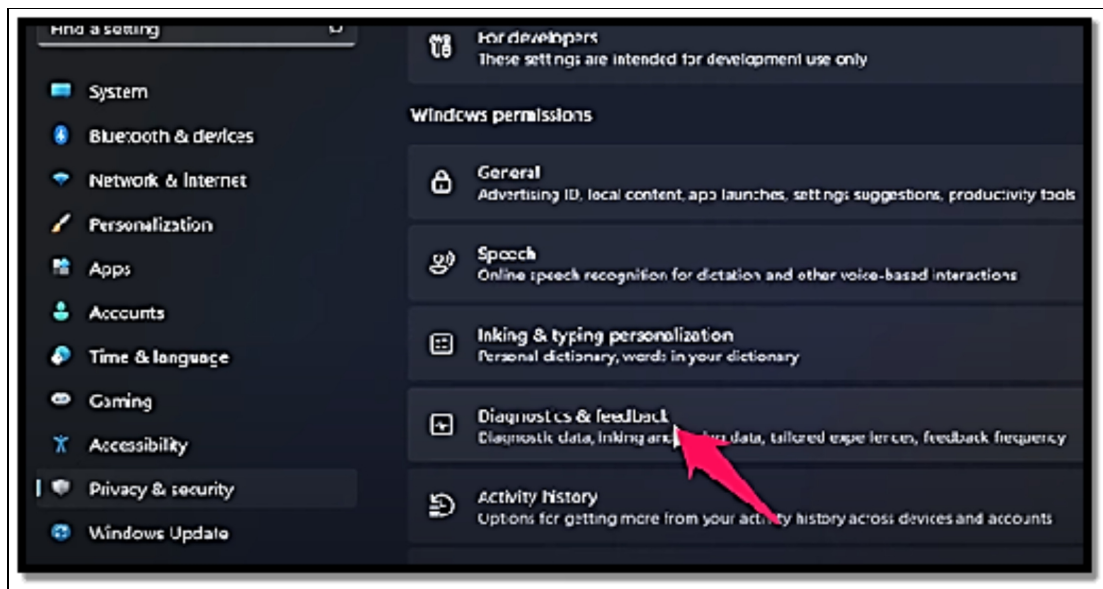 Find a setting
System
Bluetooth & devices
Network & Internet
Personalization
Apps
Accounts
Time & language
Gaming
Accessibility
Privacy & security
Windows Update
For developers
These settings are intended for development use only
Windows permissions
General
Advertising ID, local content, app launches, settings suggestions, productivity tools
Speech
Online speech recognition for dictation and other voice-based interactions
Inking & typing personalization
Personal dictionary, words in your dictionary
Diagnostics & feedback
Diagnostic data, inking and data, tailored experiences, feedback frequency
Activity history
Options for getting more from your activity history across devices and accounts